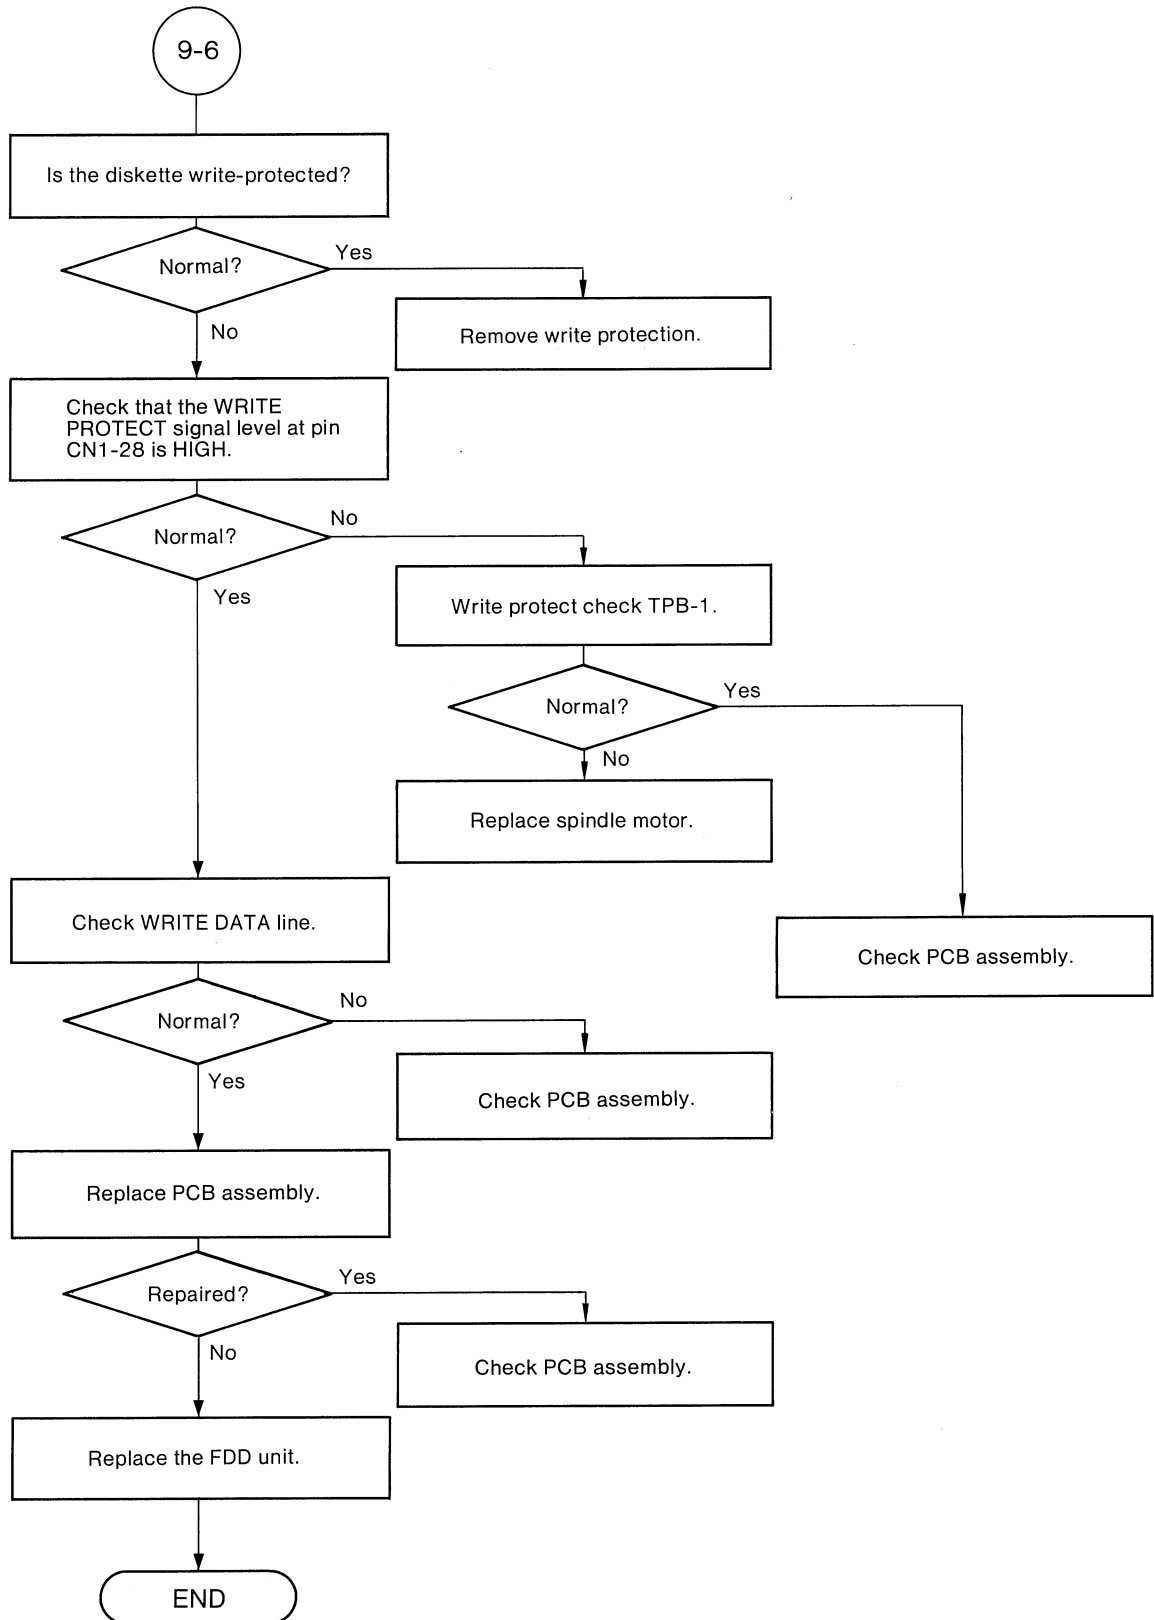 9-6
Is the diskette write-protected?
Normal?
Yes
No
Remove write protection.
Check that the WRITE
PROTECT signal level at pin
CN1-28 is HIGH.
Normal?
No
Yes
Write protect check TPB-1.
Normal?
Yes
No
Replace spindle motor.
Check WRITE DATA line.
Check PCB assembly.
Normal?
No
Yes
Check PCB assembly.
Replace PCB assembly.
Repaired?
Yes
No
Check PCB assembly.
Replace the FDD unit.
END